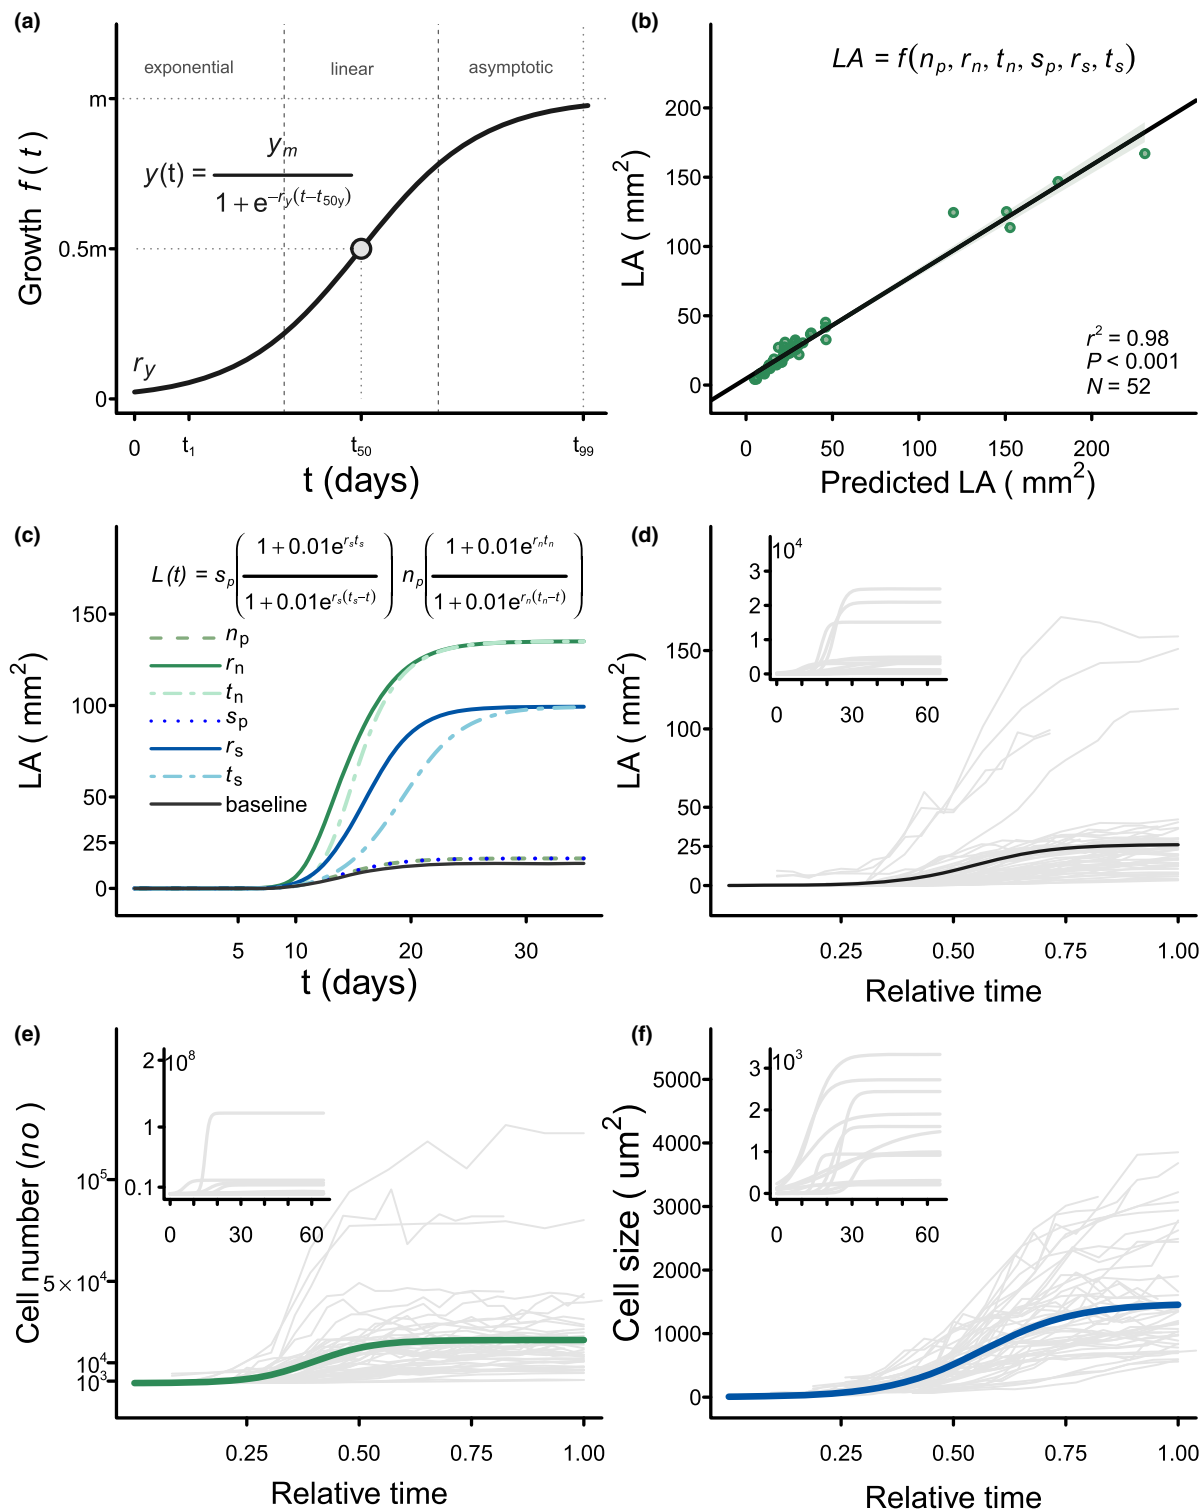 (a)
exponential
linear
asymptotic
m
0.5m
0
Growth f ( t )
y(t) = y_m / (1 + e^{−r_y(t−t_{50y})})
r_y
0
t_1
t_50
t_99
t (days)
(b)
LA = f(n_p, r_n, t_n, s_p, r_s, t_s)
200
150
100
50
0
LA ( mm²)
r² = 0.98
P < 0.001
N = 52
0
50
100
150
200
Predicted LA ( mm²)
(c)
L(t) = s_p((1 + 0.01e^{r_s t_s}) / (1 + 0.01e^{r_s(t_s−t)})) n_p((1 + 0.01e^{r_n t_n}) / (1 + 0.01e^{r_n(t_n−t)}))
150
100
50
25
0
LA ( mm²)
n_p
r_n
t_n
s_p
r_s
t_s
baseline
5
10
20
30
t (days)
(d)
10⁴
3
2
1
0
0
30
60
150
100
50
25
0
LA ( mm²)
0.25
0.50
0.75
1.00
Relative time
(e)
2
10⁸
1
0.1
0
30
60
10⁵
5 × 10⁴
10⁴
10³
Cell number (no )
0.25
0.50
0.75
1.00
Relative time
(f)
10³
3
2
1
0
0
30
60
5000
4000
3000
2000
1000
0
Cell size ( um²)
0.25
0.50
0.75
1.00
Relative time